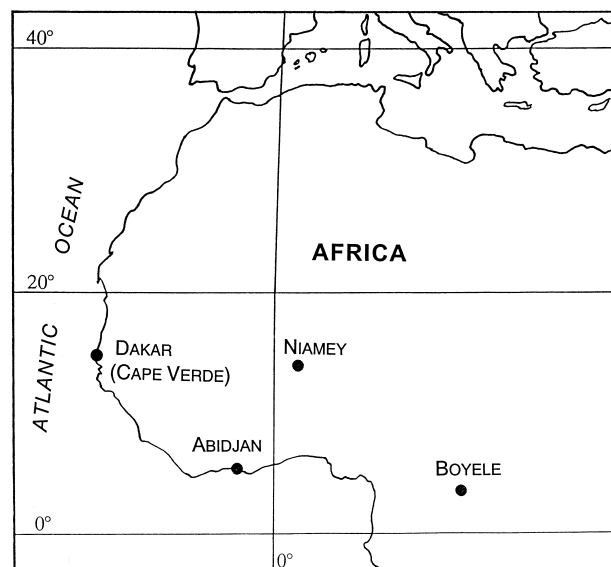 40°
OCEAN
AFRICA
20°
ATLANTIC
DAKAR
(CAPE VERDE)
NIAMEY
ABIDJAN
BOYELE
0°
0°